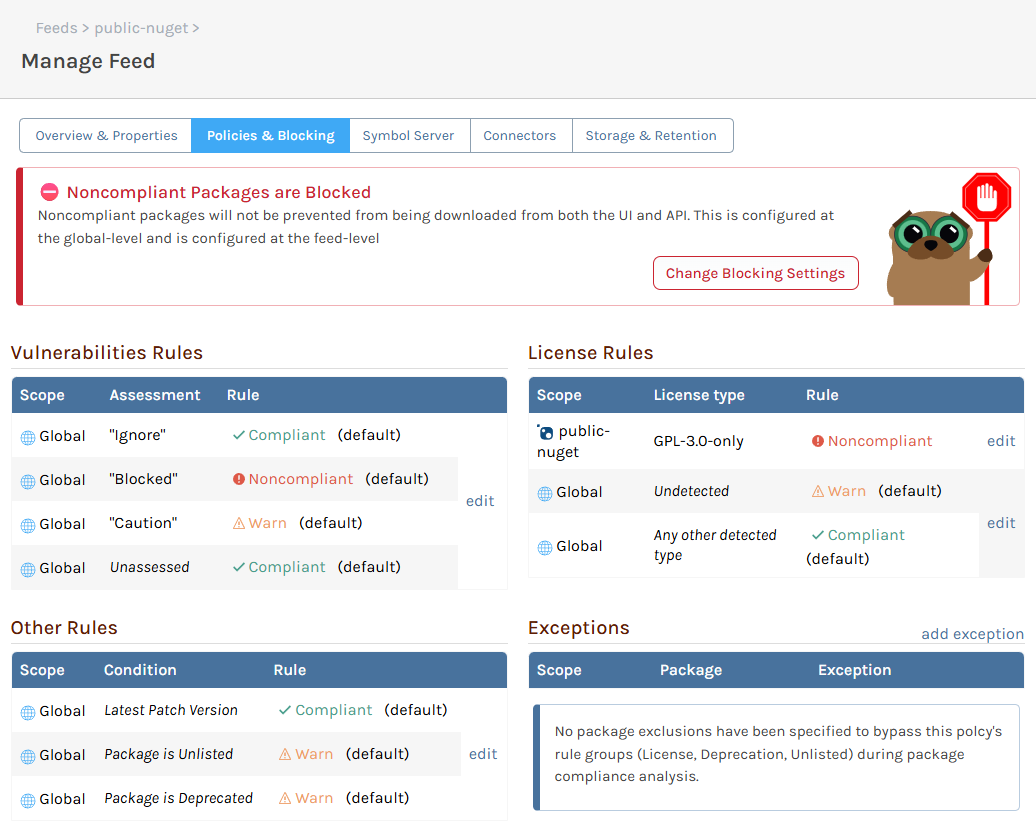 Feeds > public-nuget >
Manage Feed
Overview & Properties
Policies & Blocking
Symbol Server
Connectors
Storage & Retention
Noncompliant Packages are Blocked
Noncompliant packages will not be prevented from being downloaded from both the UI and API. This is configured at
the global-level and is configured at the feed-level
Change Blocking Settings
Vulnerabilities Rules
Scope Assessment Rule
Global "Ignore" Compliant (default)
Global "Blocked" Noncompliant (default)
edit
Global "Caution" Warn (default)
Global Unassessed Compliant (default)
License Rules
Scope License type Rule
public-
nuget
GPL-3.0-only Noncompliant edit
Global Undetected Warn (default)
edit
Global Any other detected
type
Compliant
(default)
Other Rules
Scope Condition Rule
Global Latest Patch Version Compliant (default)
Global Package is Unlisted Warn (default) edit
Global Package is Deprecated Warn (default)
Exceptions
add exception
Scope Package Exception
No package exclusions have been specified to bypass this polcy's
rule groups (License, Deprecation, Unlisted) during package
compliance analysis.